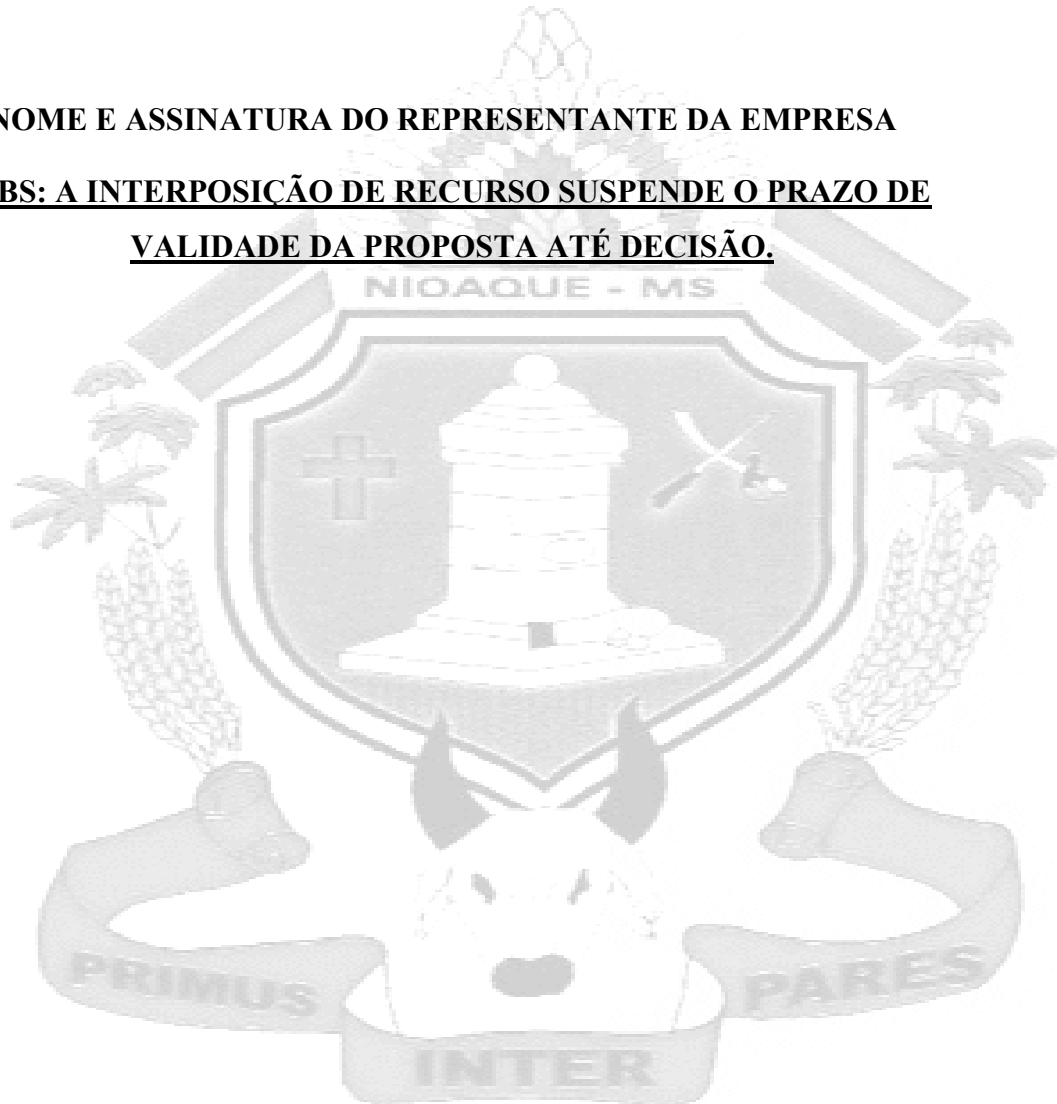 NOME E ASSINATURA DO REPRESENTANTE DA EMPRESA
BS: A INTERPOSIÇÃO DE RECURSO SUSPENDE O PRAZO DE
VALIDADE DA PROPOSTA ATÉ DECISÃO.
NIOAQUE - MS
PRIMUS
INTER
PARES